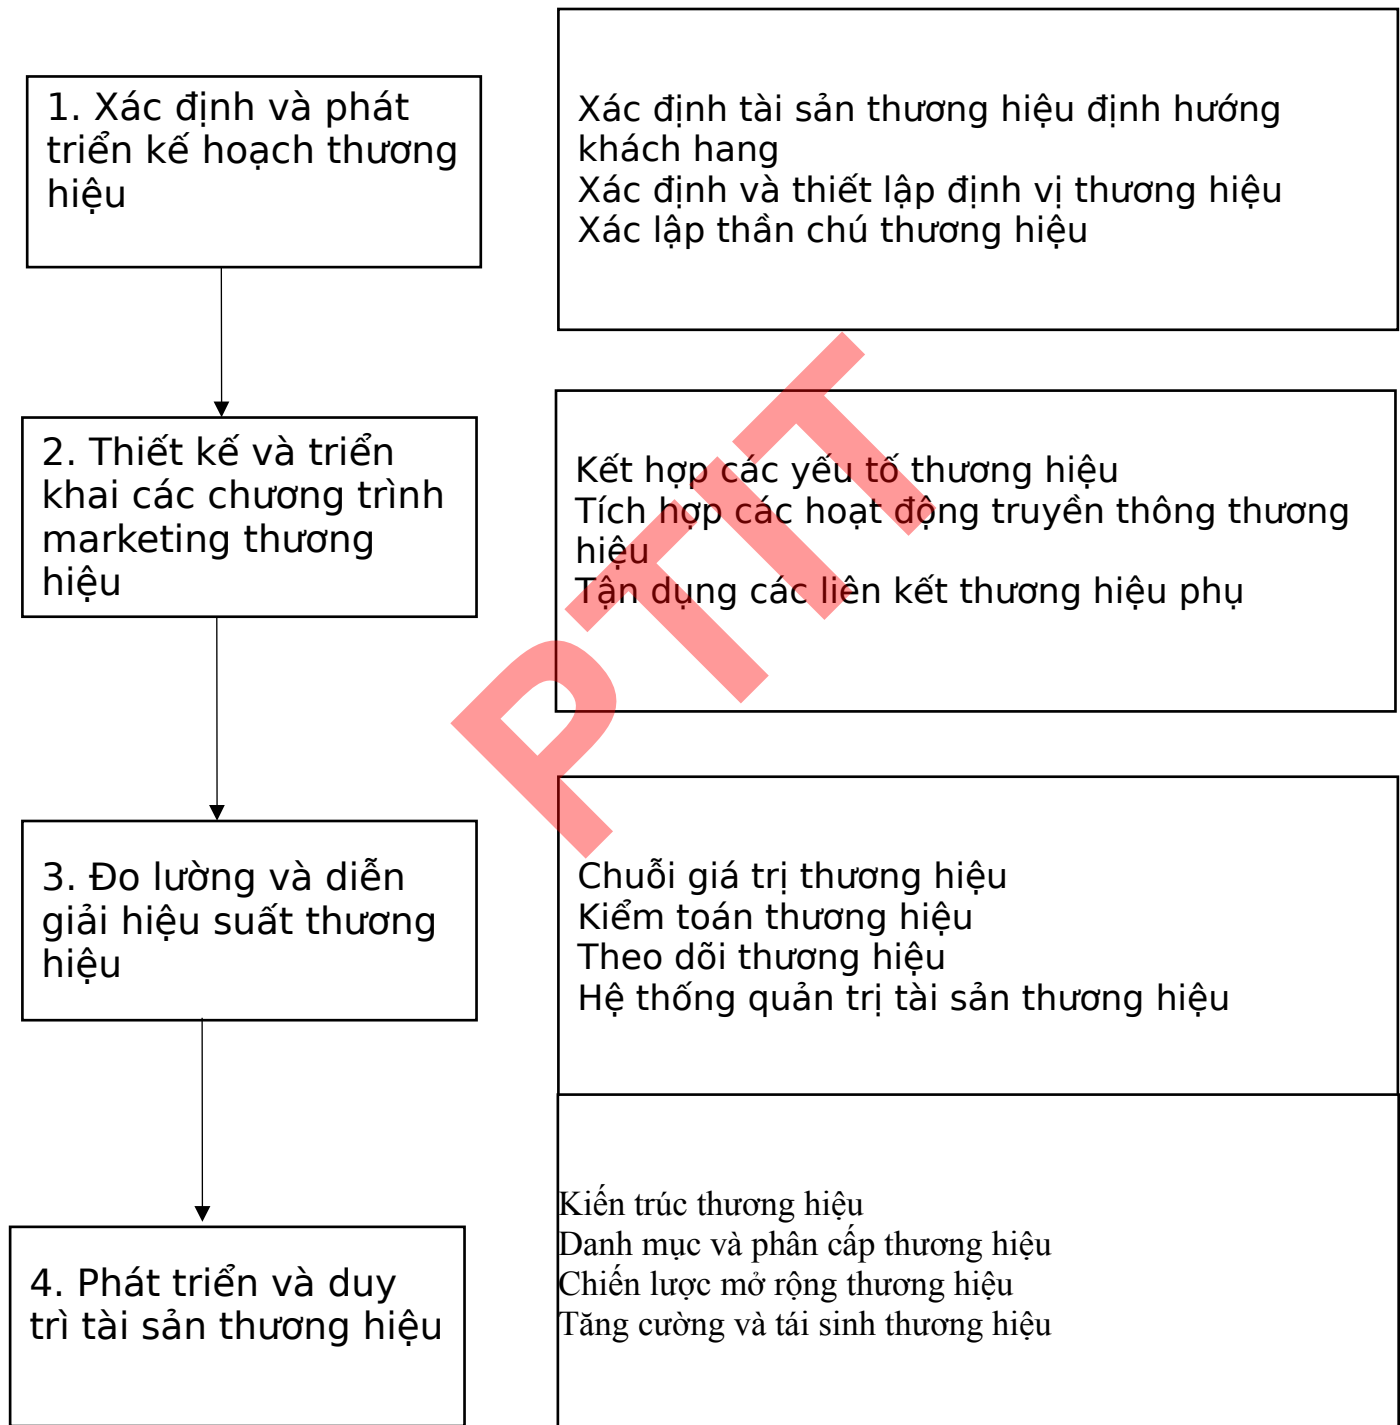 1. Xác định và phát
triển kế hoạch thương
hiệu
Xác định tài sản thương hiệu định hướng
khách hang
Xác định và thiết lập định vị thương hiệu
Xác lập thần chú thương hiệu
2. Thiết kế và triển
khai các chương trình
marketing thương
hiệu
Kết hợp các yếu tố thương hiệu
Tích hợp các hoạt động truyền thông thương
hiệu
Tận dụng các liên kết thương hiệu phụ
PTIT
3. Đo lường và diễn
giải hiệu suất thương
hiệu
Chuỗi giá trị thương hiệu
Kiểm toán thương hiệu
Theo dõi thương hiệu
Hệ thống quản trị tài sản thương hiệu
4. Phát triển và duy
trì tài sản thương hiệu
Kiến trúc thương hiệu
Danh mục và phân cấp thương hiệu
Chiến lược mở rộng thương hiệu
Tăng cường và tái sinh thương hiệu